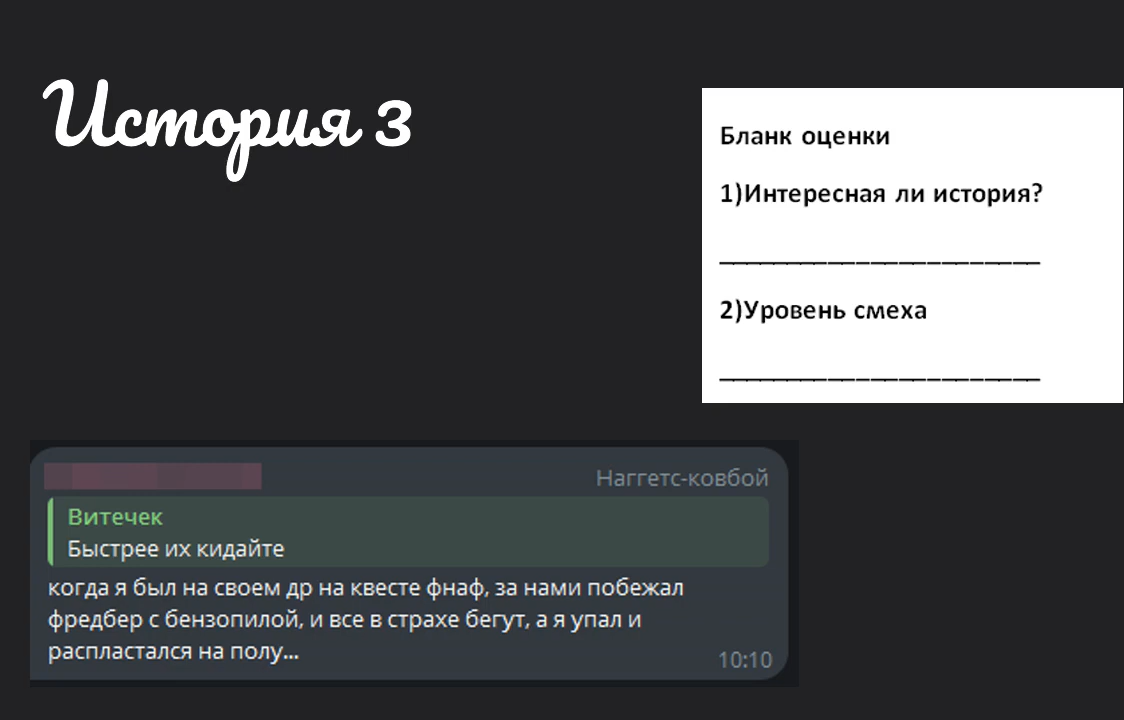 История 3
Бланк оценки
1)Интересная ли история?
2)Уровень смеха
Наггетс-ковбой
Витечек
Быстрее их кидайте
когда я был на своем др на квесте фнаф, за нами побежал
фредбер с бензопилой, и все в страхе бегут, а я упал и
распластался на полу...
10:10